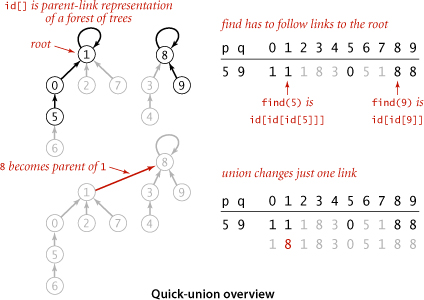 id[] is parent-link representation
of a forest of trees
root
1
8
0
2
7
3
9
5
4
6
8 becomes parent of 1
8
1
3
9
0
2
7
4
5
6
find has to follow links to the root
p q 0 1 2 3 4 5 6 7 8 9
5 9 1 1 1 8 3 0 5 1 8 8
find(5) is
id[id[id[5]]]
find(9) is
id[id[9]]
union changes just one link
p q 0 1 2 3 4 5 6 7 8 9
5 9 1 1 1 8 3 0 5 1 8 8
1 8 1 8 3 0 5 1 8 8
Quick-union overview